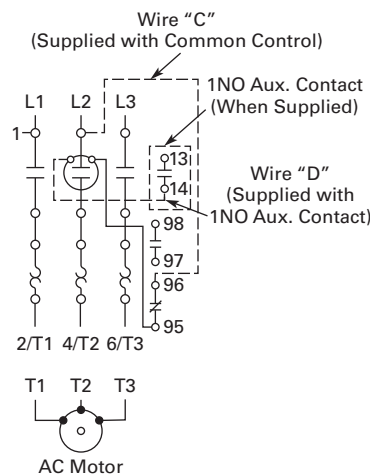 Wire “C”
(Supplied with Common Control)
1NO Aux. Contact
(When Supplied)
L1 L2 L3
1
13
14
Wire “D”
(Supplied with
1NO Aux. Contact)
98
97
96
95
2/T1 4/T2 6/T3
T1 T2 T3
AC Motor